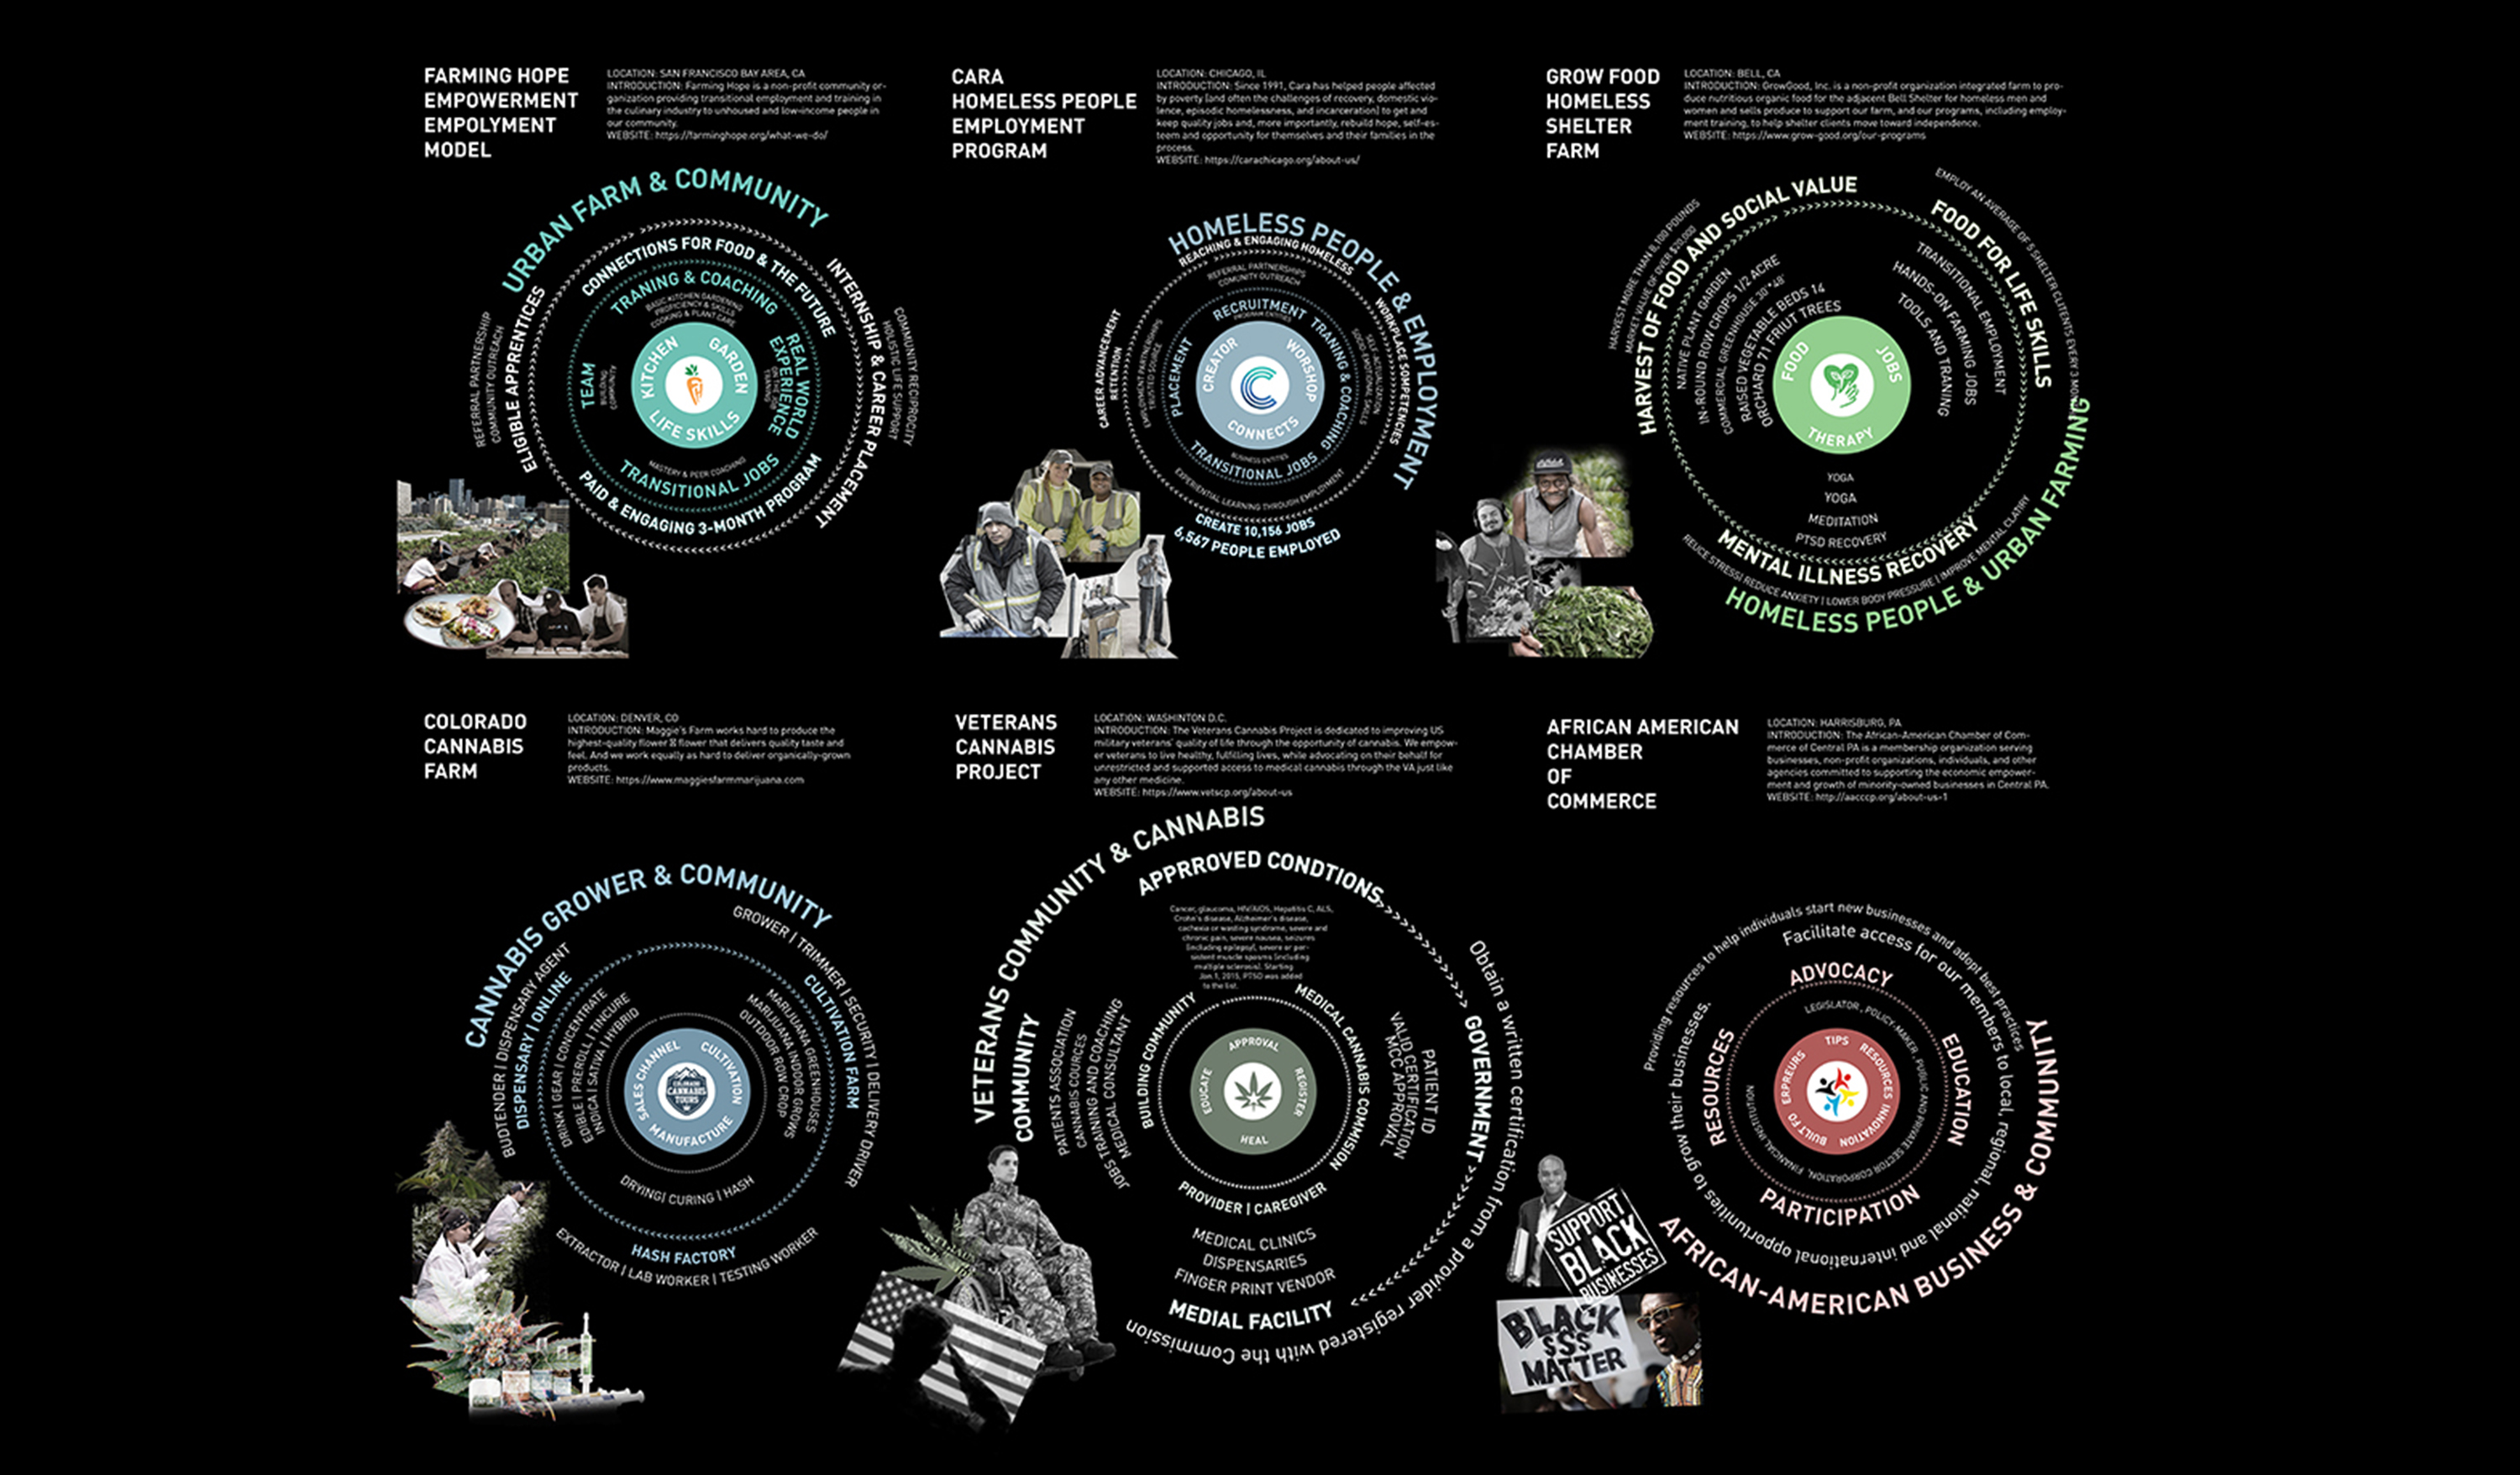 FARMING HOPE
EMPOWERMENT
EMPOLYMENT
MODEL
LOCATION: SAN FRANCISCO BAY AREA, CA
INTRODUCTION: Farming Hope is a non-profit community or-
ganization providing transitional employment and training in
the culinary industry to unhoused and low-income people in
our community.
WEBSITE: https://farminghope.org/what-we-do/
URBAN FARM & COMMUNITY
CONNECTIONS FOR FOOD & THE FUTURE
INTERNSHIP & CAREER PLACEMENT
COMMUNITY RECIPROCITY
HOLISTIC LIFE SUPPORT
PAID & ENGAGING 3-MONTH PROGRAM
ELIGIBLE APPRENTICES
REFERRAL PARTNERSHIP
COMMUNITY OUTREACH
TRANING & COACHING
BASIC KITCHEN GARDENING
PROFICIENCY & SKILLS
COOKING & PLANT CARE
REAL WORLD
EXPERIENCE
TRANSITIONAL JOBS
MASTERY & PEER COACHING
TEAM
KITCHEN
GARDEN
LIFE SKILLS
CARA
HOMELESS PEOPLE
EMPLOYMENT
PROGRAM
LOCATION: CHICAGO, IL
INTRODUCTION: Since 1991, Cara has helped people affected
by poverty (and often the challenges of recovery, domestic vio-
lence, episodic homelessness, and incarceration) to get and
keep quality jobs and, more importantly, rebuild hope, self-es-
teem and opportunity for themselves and their families in the
process.
WEBSITE: https://carachicago.org/about-us/
HOMELESS PEOPLE & EMPLOYMENT
REACHING & ENGAGING HOMELESS
WORKPLACE SOMPETENCIES
CAREER ADVANCEMENT
RETENTION
REFERRAL PARTNERSHIPS
COMUNITY OUTREACH
RECRUITMENT
TRANING & COACHING
TRANSITIONAL JOBS
BUSINESS ENTITIES
PLACEMENT
CREATOR
WORSHOP
CONNECTS
EXPERIENTIAL LEARNING THROUGH EMPLOYMENT
CREATE 10,156 JOBS
6,567 PEOPLE EMPLOYED
GROW FOOD
HOMELESS
SHELTER
FARM
LOCATION: BELL, CA
INTRODUCTION: GrowGood, Inc. is a non-profit organization integrated farm to pro-
duce nutritious organic food for the adjacent Bell Shelter for homeless men and
women and sells produce to support our farm, and our programs, including employ-
ment training, to help shelter clients move toward independence.
WEBSITE: https://www.grow-good.org/our-programs
HARVEST MORE THAN 8,100 POUNDS
MARKET VALUE OF OVER $20,000
HARVEST OF FOOD AND SOCIAL VALUE
NATIVE PLANT GARDEN
IN-ROUND ROW CROPS 1/2 ACRE
COMMERCIAL GREENHOUSE 30'*48'
RAISED VEGETABLE BEDS 14
ORCHARD 71 FRIUT TREES
EMPLOY AN AVERAGE OF 5 SHELTER CLIENTS EVERY 3 MONTHS
FOOD FOR LIFE SKILLS
TRANSITIONAL EMPLOYMENT
HANDS-ON FARMING JOBS
TOOLS AND TRANING
FOOD
JOBS
THERAPY
YOGA
YOGA
MEDITATION
PTSD RECOVERY
MENTAL ILLNESS RECOVERY
REUCE STRESS| REDUCE ANXIETY | LOWER BODY PRESSURE | IMPROVE MENTAL CLATIRY
HOMELESS PEOPLE & URBAN FARMING
COLORADO
CANNABIS
FARM
LOCATION: DENVER, CO
INTRODUCTION: Maggie's Farm works hard to produce the
highest-quality flower flower that delivers quality taste and
feel. And we work equally as hard to deliver organically-grown
products.
WEBSITE: https://www.maggiesfarmmarijuana.com
CANNABIS GROWER & COMMUNITY
BUDTENDER | DISPENSARY AGENT
DISPENSARY | ONLINE
DRINK | GEAR | CONCENTRATE
EDIBLE | PREROLL | TINCURE
INDICA | SATIVA | HYBRID
GROWER | TRIMMER | SECURITY | DELIVERY DRIVER
CULTIVATION FARM
MARIJUANA GREENHOUSES
MARIJUANA INDOOR GROWS
OUTDOOR ROW CROP
SALES CHANNEL
CULTIVATION
MANUFACTURE
COLORADO
CANNABIS
TOURS
DRYING| CURING | HASH
HASH FACTORY
EXTRACTOR | LAB WORKER | TESTING WORKER
VETERANS
CANNABIS
PROJECT
LOCATION: WASHINTON D.C.
INTRODUCTION: The Veterans Cannabis Project is dedicated to improving US
military veterans' quality of life through the opportunity of cannabis. We empow-
er veterans to live healthy, fulfilling lives, while advocating on their behalf for
unrestricted and supported access to medical cannabis through the VA just like
any other medicine.
WEBSITE: https://www.vetscp.org/about-us
VETERANS COMMUNITY & CANNABIS
APPRROVED CONDTIONS
Cancer, glaucoma, HIV/AIDS, Hepatitis C, ALS,
Crohn's disease, Alzheimer's disease,
cachexia or wasting syndrome, severe and
chronic pain, severe nausea, seizures
(including epilepsy), severe or per-
sistent muscle spasms (including
multiple sclerosis). Starting
Jan.1, 2015, PTSD was added
to the list.
COMMUNITY
PATIENTS ASSOCIATION
CANNABIS COURCES
JOBS TRAINING AND COACHING
MEDICAL CONSULTANT
BUILDING COMMUNITY
MEDICAL CANNABIS COMMISION
PROVIDER | CAREGIVER
APPROVAL
REGISTER
HEAL
EDUCATE
PATIENT ID
VALID CERTIFICATION
MCC APPROVAL
GOVERNMENT
Obtain a written certification from a provider registered with the Commission
MEDICAL CLINICS
DISPENSARIES
FINGER PRINT VENDOR
MEDIAL FACILITY
AFRICAN AMERICAN
CHAMBER
OF
COMMERCE
LOCATION: HARRISBURG, PA
INTRODUCTION: The African-American Chamber of Com-
merce of Central PA is a membership organization serving
businesses, non-profit organizations, individuals, and other
agencies committed to supporting the economic empower-
ment and growth of minority-owned businesses in Central PA.
WEBSITE: http://aacccp.org/about-us-1
Providing resources to help individuals start new businesses and adopt best practices
Facilitate access for our members to local, regional, national and international opportunities to grow their businesses.
ADVOCACY
EDUCATION
PARTICIPATION
RESOURCES
LEGISLATOR, POLICY-MAKER, PUBLIC AND PRIVATE SECTOR CORPORATION, FINANCIAL INSTITUTION
TIPS
RESOURCES
INNOVATION
BUILT FO
ERPREURS
AFRICAN-AMERICAN BUSINESS & COMMUNITY
SUPPORT
BLACK
BUSINESSES
BLACK
$$$
MATTER